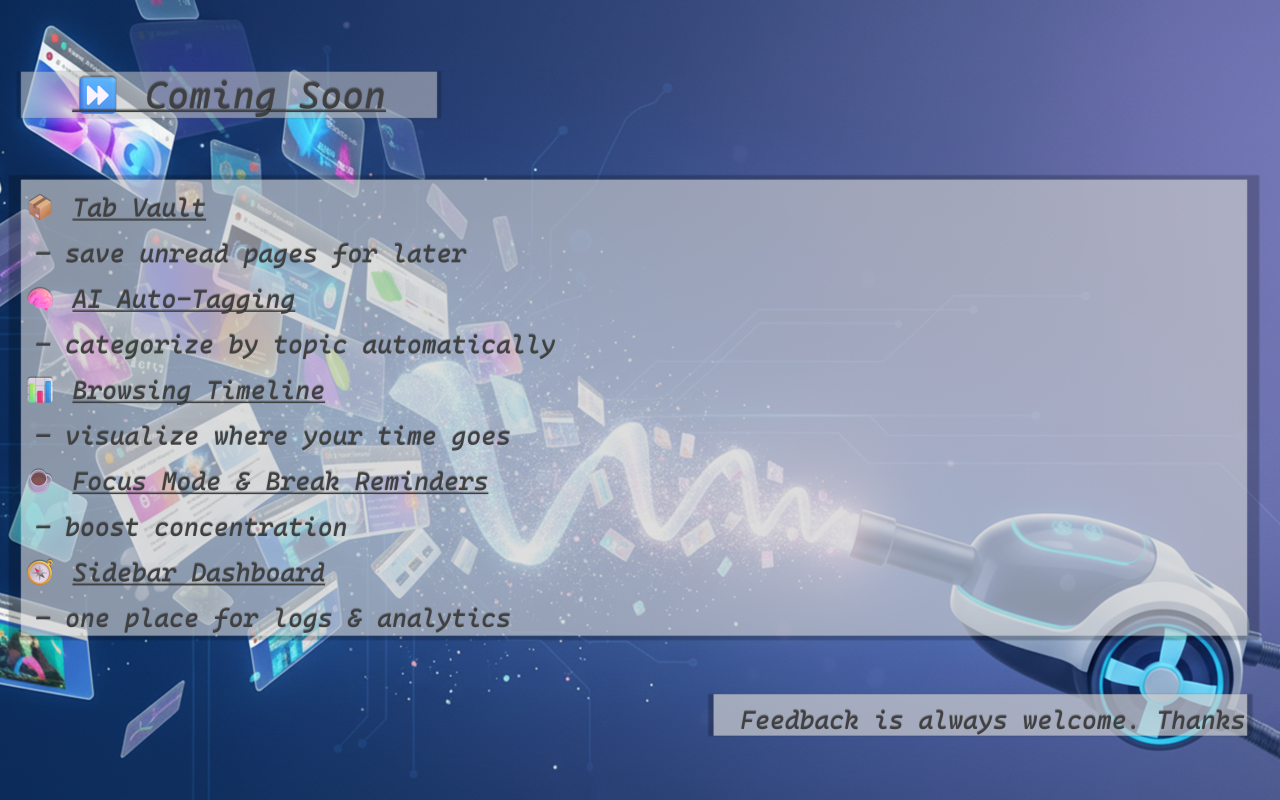 ⏩ Coming Soon
📦 Tab Vault
— save unread pages for later
🧠 AI Auto-Tagging
— categorize by topic automatically
📊 Browsing Timeline
— visualize where your time goes
☕ Focus Mode & Break Reminders
— boost concentration
🧭 Sidebar Dashboard
— one place for logs & analytics
Feedback is always welcome. Thanks